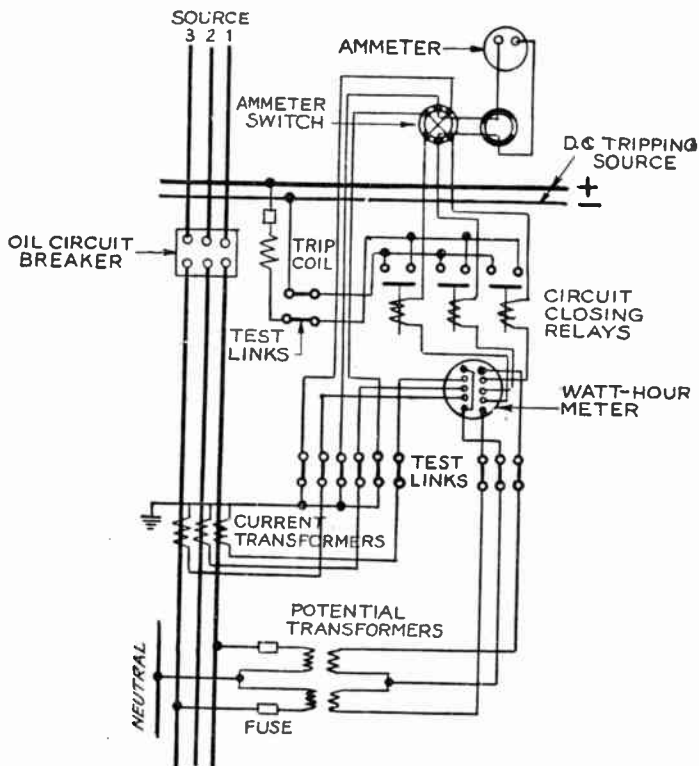 SOURCE
3 2 1
AMMETER
AMMETER
SWITCH
D.C TRIPPING
SOURCE
+
–
OIL CIRCUIT
BREAKER
TRIP
COIL
TEST
LINKS
CIRCUIT
CLOSING
RELAYS
WATT-HOUR
METER
TEST
LINKS
CURRENT
TRANSFORMERS
POTENTIAL
TRANSFORMERS
NEUTRAL
FUSE